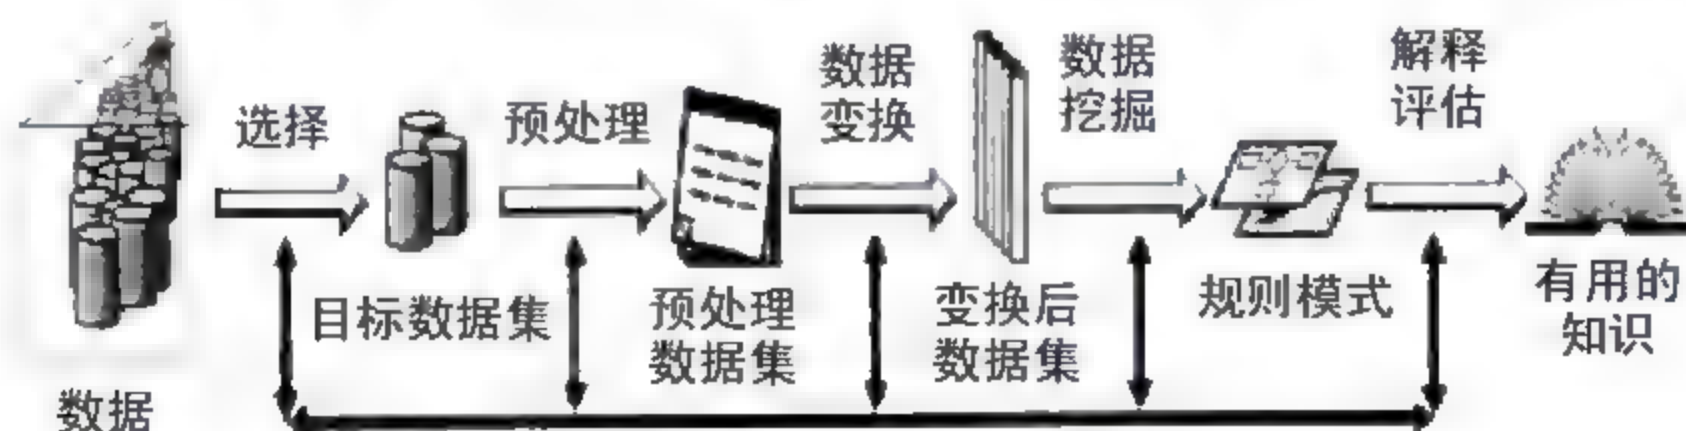 选择
预处理
数据
变换
数据
挖掘
解释
评估
数据
目标数据集
预处理
数据集
变换后
数据集
规则模式
有用的
知识